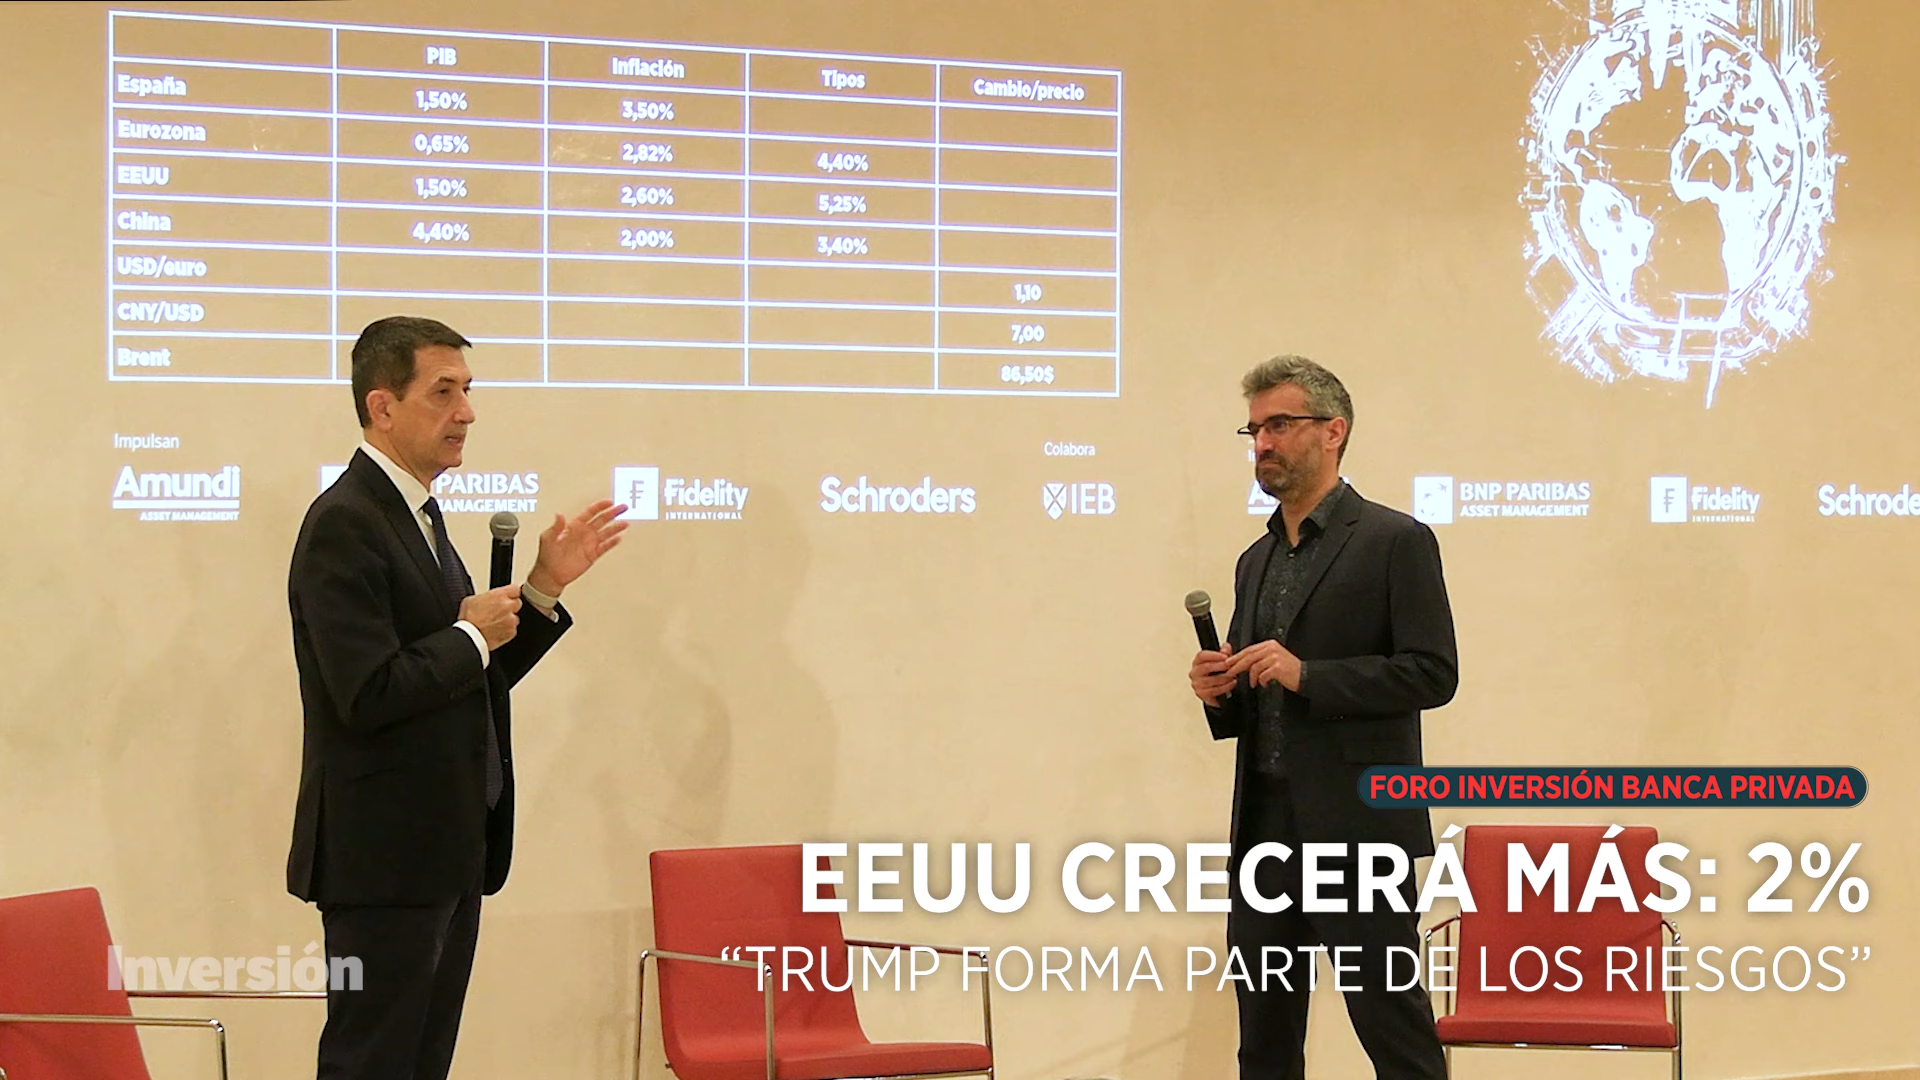 PIB Inflación Tipos Cambio/precio
España 1,50% 3,50%
Eurozona 0,65% 2,82% 4,40%
EEUU 1,50% 2,60% 5,25%
China 4,40% 2,00% 3,40%
USD/euro 1,10
CNY/USD 7,00
Brent 86,50$
Impulsan
Colabora
Amundi
ASSET MANAGEMENT
PARIBAS
MANAGEMENT
Fidelity
INTERNATIONAL
Schroders
IEB
BNP PARIBAS
ASSET MANAGEMENT
Fidelity
INTERNATIONAL
Schrode
FORO INVERSIÓN BANCA PRIVADA
EEUU CRECERÁ MÁS: 2%
“TRUMP FORMA PARTE DE LOS RIESGOS”
Inversión